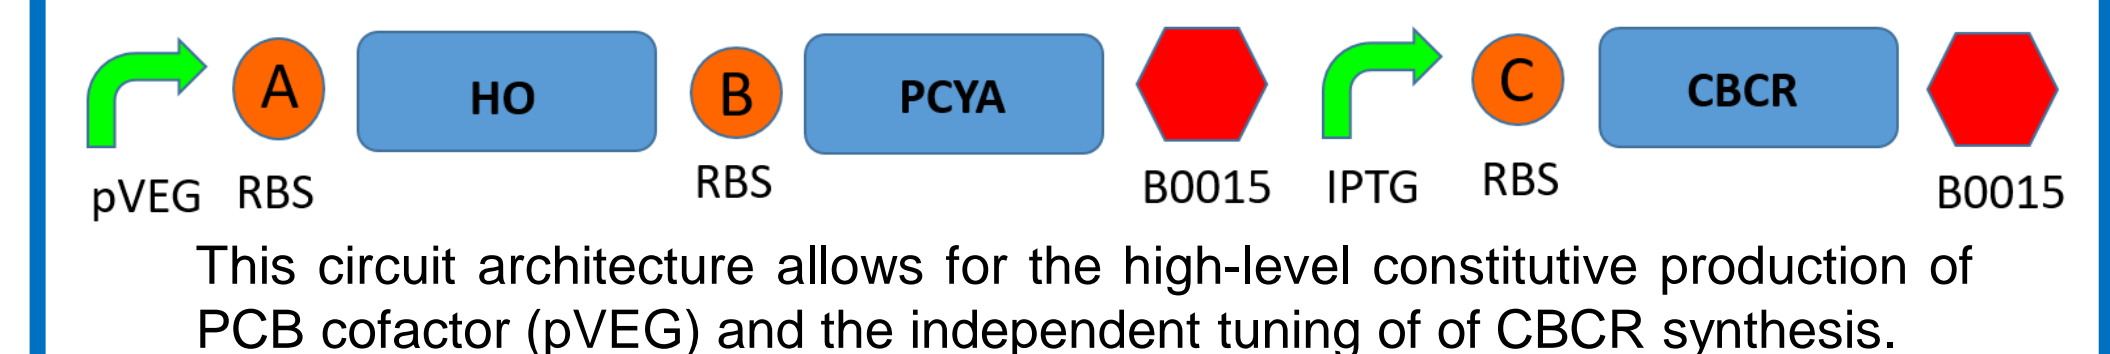 A HO B PCYA C CBCR
pVEG RBS RBS B0015 IPTG RBS B0015
This circuit architecture allows for the high-level constitutive production of
PCB cofactor (pVEG) and the independent tuning of of CBCR synthesis.